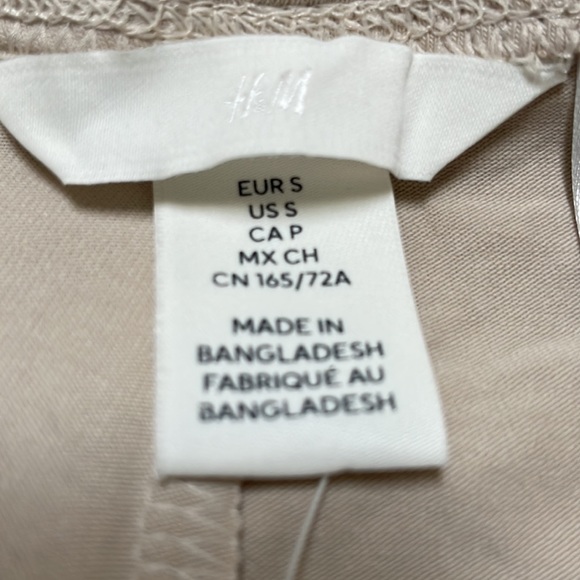 H&M
EUR S
US S
CA P
MX CH
CN 165/72A
MADE IN
BANGLADESH
FABRIQUÉ AU
BANGLADESH